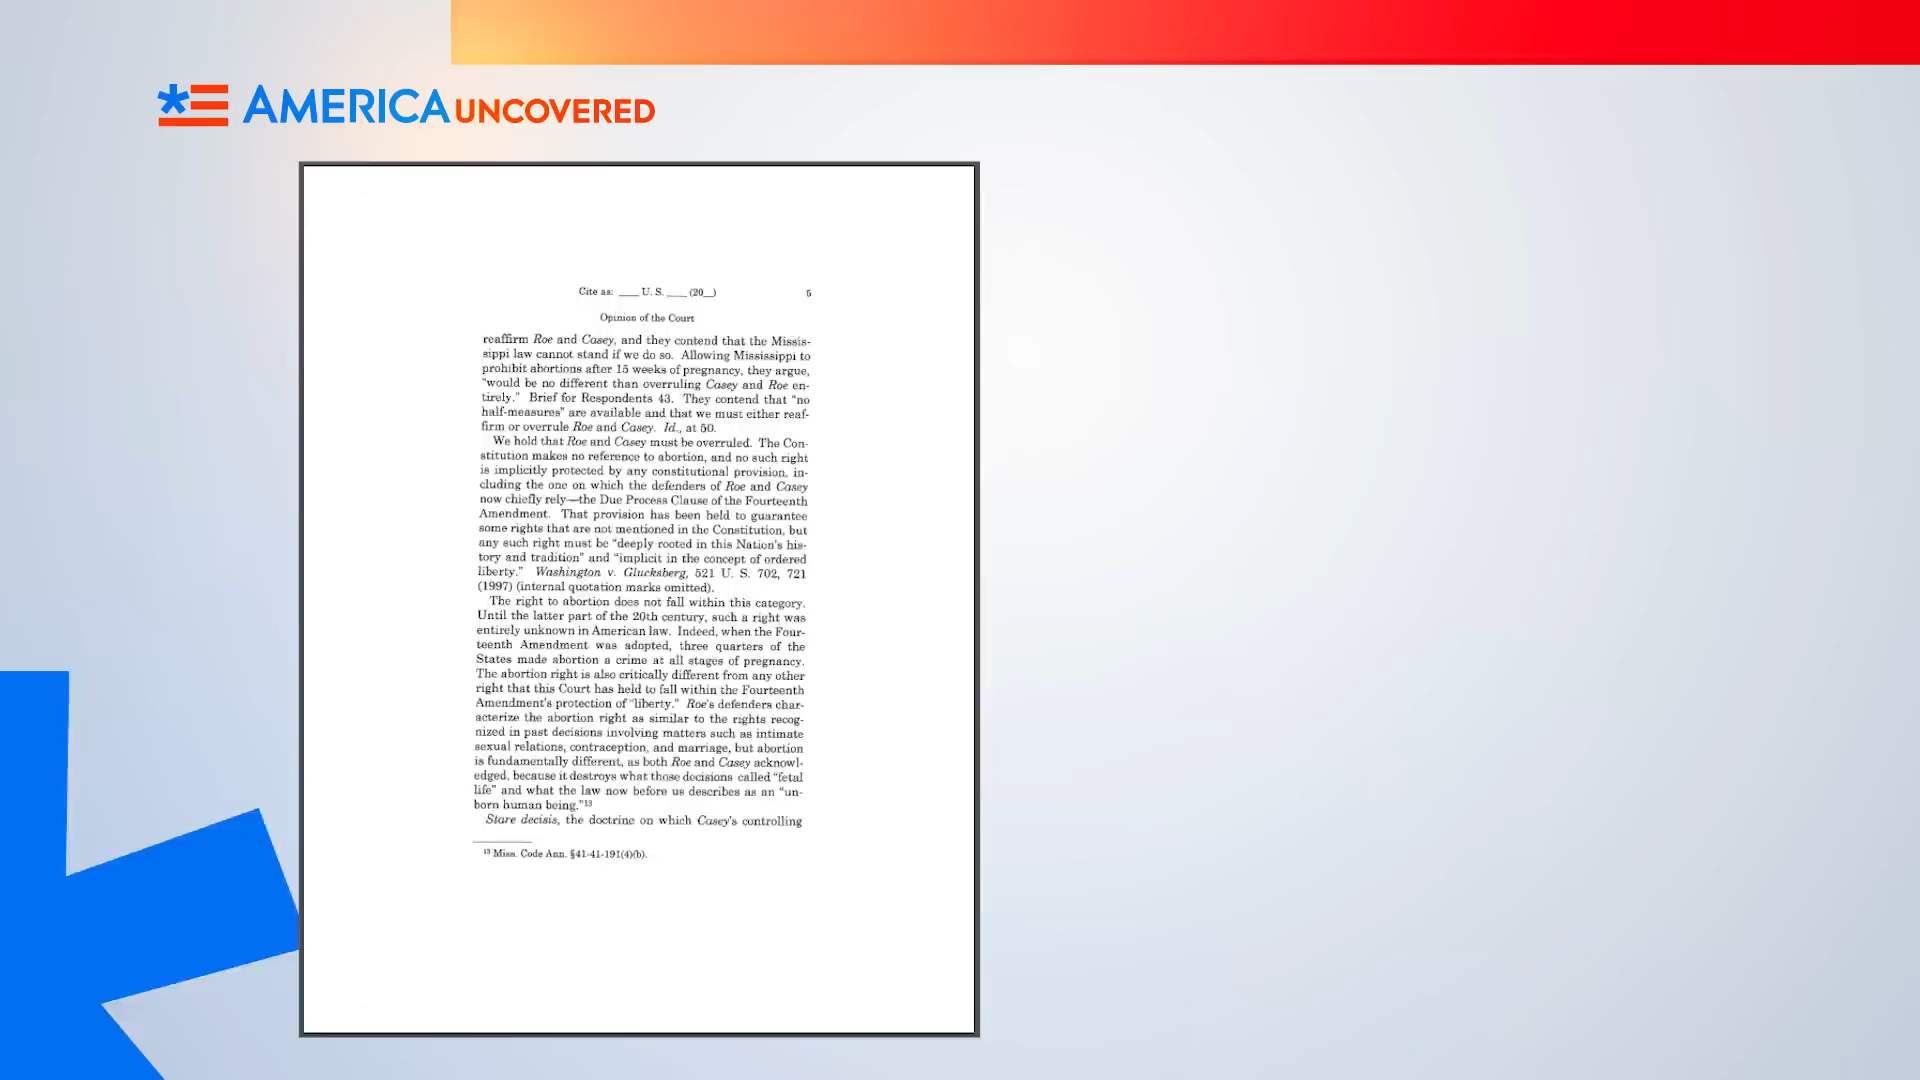 AMERICA UNCOVERED
Cite as: ___ U. S. ___ (20_) 5
Opinion of the Court
reaffirm Roe and Casey, and they contend that the Missis-
sippi law cannot stand if we do so. Allowing Mississippi to
prohibit abortions after 15 weeks of pregnancy, they argue,
"would be no different than overruling Casey and Roe en-
tirely." Brief for Respondents 43. They contend that "no
half-measures" are available and that we must either reaf-
firm or overrule Roe and Casey. Id., at 50.
We hold that Roe and Casey must be overruled. The Con-
stitution makes no reference to abortion, and no such right
is implicitly protected by any constitutional provision, in-
cluding the one on which the defenders of Roe and Casey
now chiefly rely—the Due Process Clause of the Fourteenth
Amendment. That provision has been held to guarantee
some rights that are not mentioned in the Constitution, but
any such right must be "deeply rooted in this Nation's his-
tory and tradition" and "implicit in the concept of ordered
liberty." Washington v. Glucksberg, 521 U. S. 702, 721
(1997) (internal quotation marks omitted).
The right to abortion does not fall within this category.
Until the latter part of the 20th century, such a right was
entirely unknown in American law. Indeed, when the Four-
teenth Amendment was adopted, three quarters of the
States made abortion a crime at all stages of pregnancy.
The abortion right is also critically different from any other
right that this Court has held to fall within the Fourteenth
Amendment's protection of "liberty." Roe's defenders char-
acterize the abortion right as similar to the rights recog-
nized in past decisions involving matters such as intimate
sexual relations, contraception, and marriage, but abortion
is fundamentally different, as both Roe and Casey acknowl-
edged, because it destroys what those decisions called "fetal
life" and what the law now before us describes as an "un-
born human being."13
Stare decisis, the doctrine on which Casey's controlling
13 Miss. Code Ann. §41-41-191(4)(b).